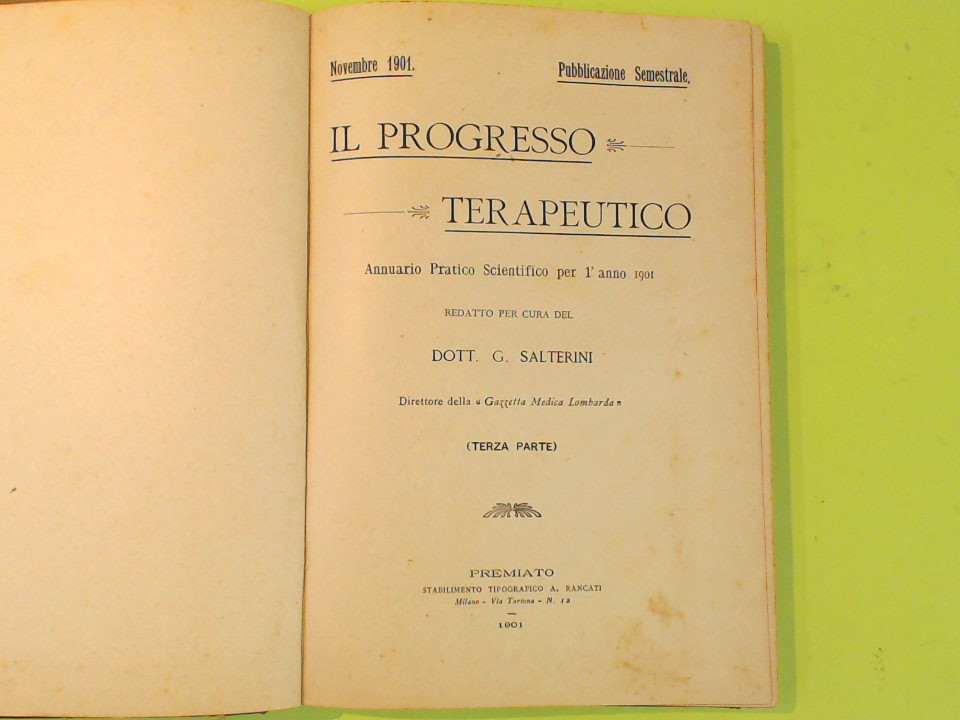 Novembre 1901.
Pubblicazione Semestrale.
IL PROGRESSO
TERAPEUTICO
Annuario Pratico Scientifico per l'anno 1901
REDATTO PER CURA DEL
DOTT. G. SALTERINI
Direttore della « Gazzetta Medica Lombarda »
(TERZA PARTE)
PREMIATO
STABILIMENTO TIPOGRAFICO A. RANCATI
Milano - Via Tortona - N.
1901